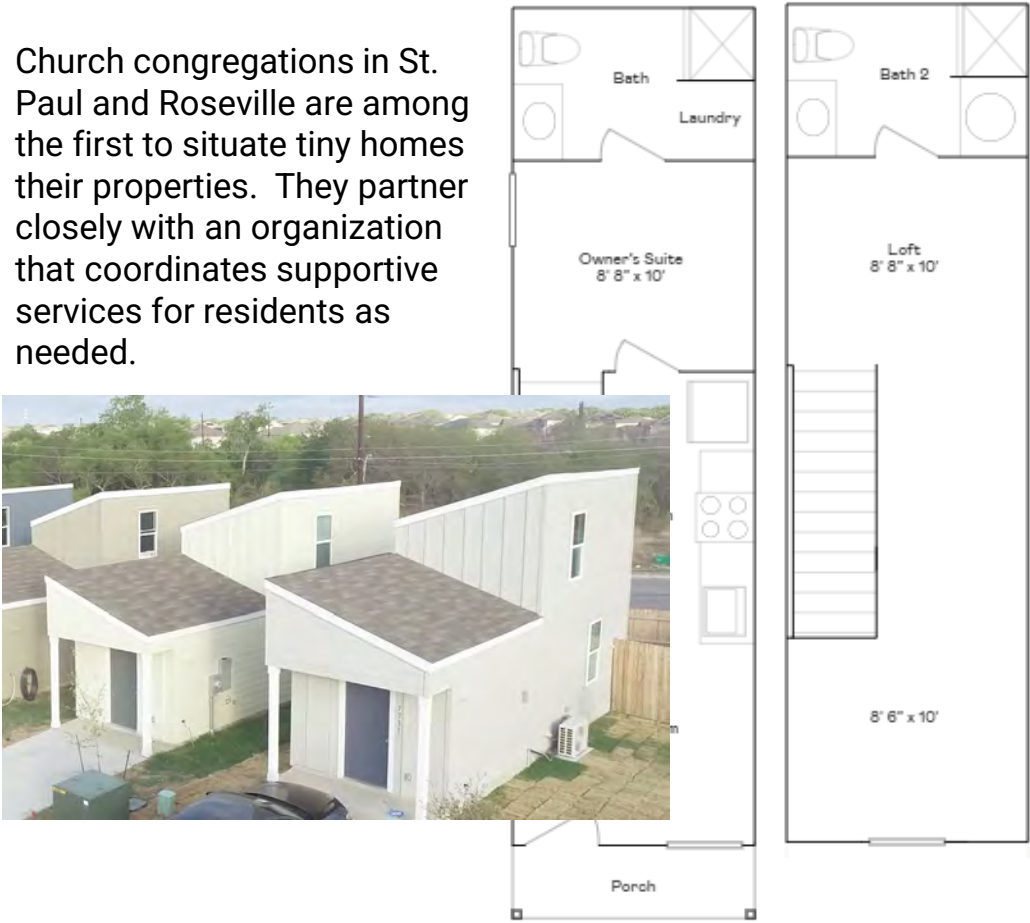 Church congregations in St.
Paul and Roseville are among
the first to situate tiny homes
their properties.  They partner
closely with an organization
that coordinates supportive
services for residents as
needed.
Bath
Laundry
Owner's Suite
8' 8" x 10'
Porch
Bath 2
Loft
8' 8" x 10'
8' 6" x 10'